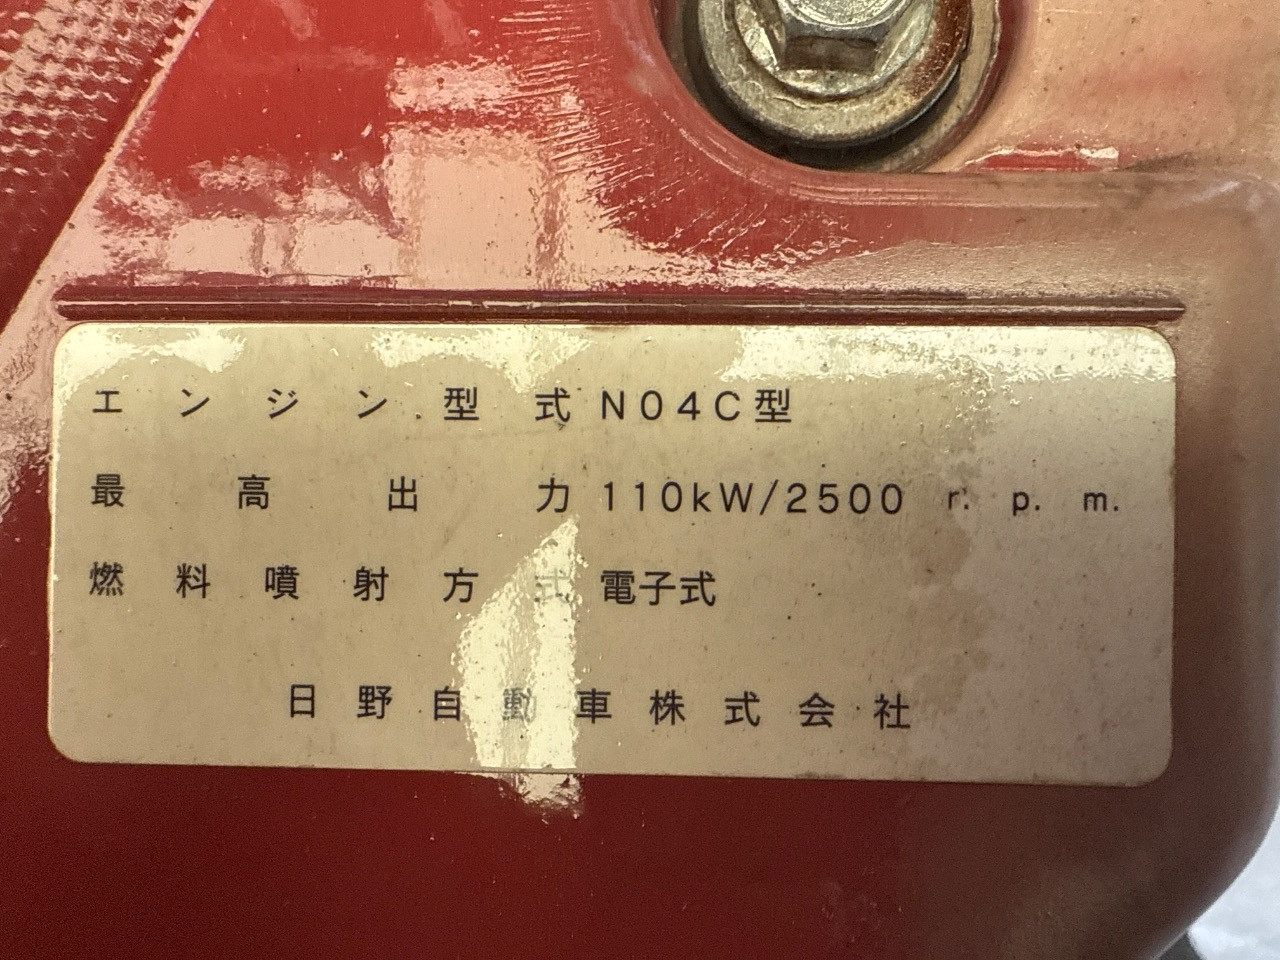 エンジン型式 N04C型
最高出力 110kW/2500 r.p.m.
燃料噴射方式 電子式
日野自動車株式会社